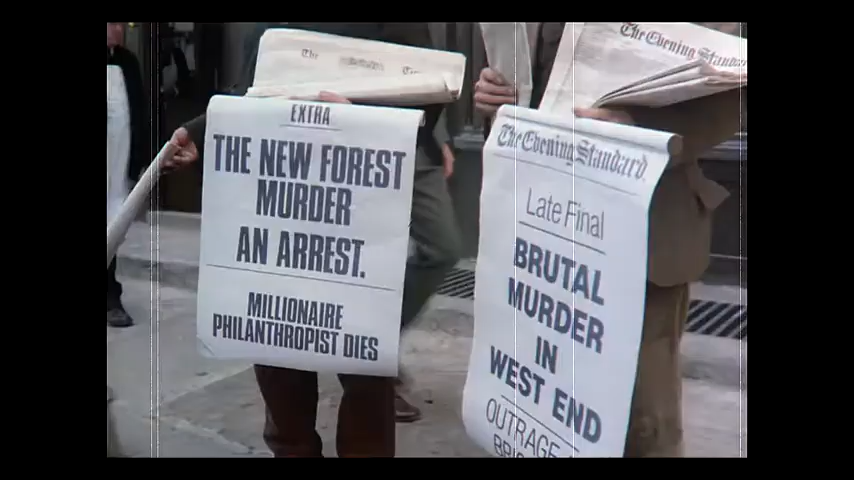 The
EXTRA
THE NEW FOREST
MURDER
AN ARREST.
MILLIONAIRE
PHILANTHROPIST DIES
The Evening Standard
The Evening Standard.
Late Final
BRUTAL
MURDER
IN
WEST END
OUTRAGE